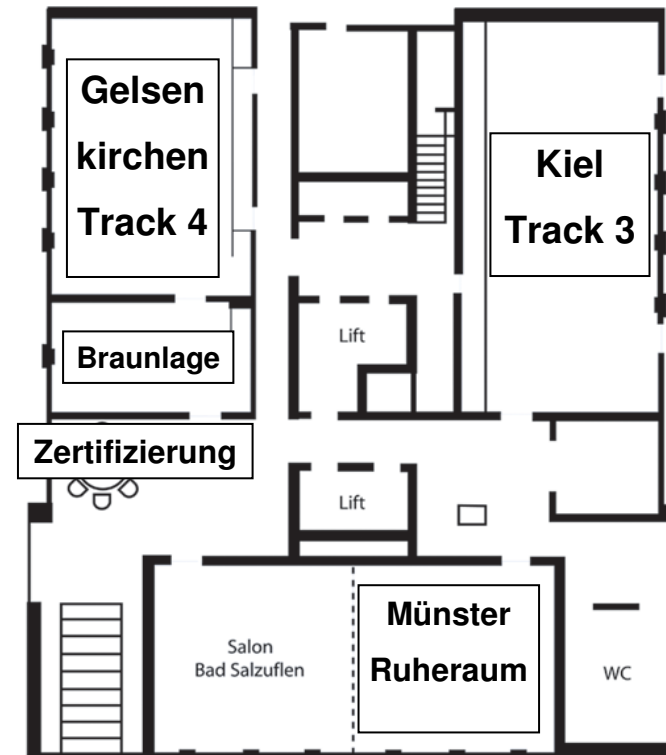 Gelsen
kirchen
Track 4
Kiel
Track 3
Lift
Braunlage
Zertifizierung
Lift
Salon
Bad Salzuflen
Münster
Ruheraum
WC